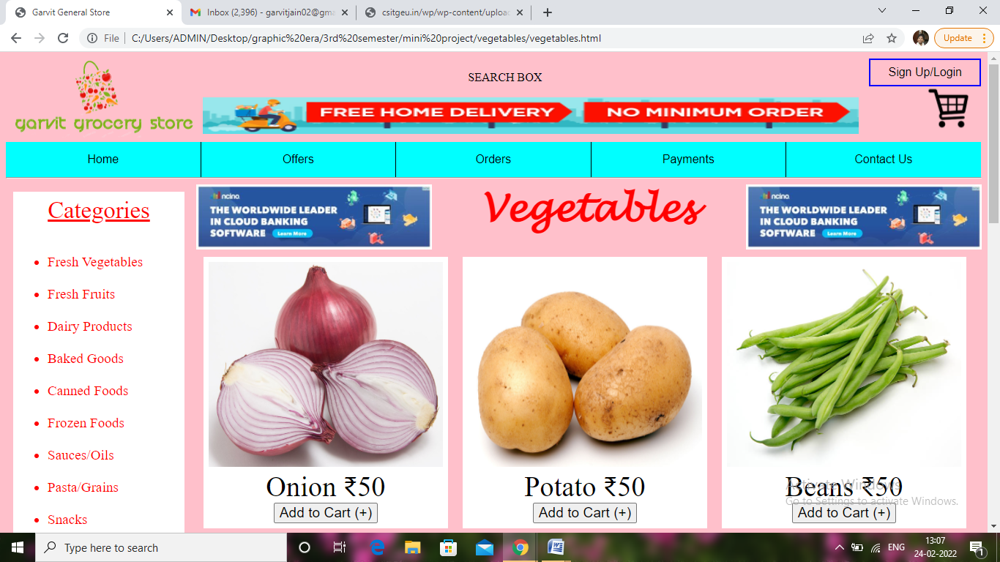 Garvit General Store
Inbox (2,396) - garvitjain02@gma
csitgeu.in/wp/wp-content/upload
File
C:/Users/ADMIN/Desktop/graphic%20era/3rd%20semester/mini%20project/vegetables/vegetables.html
Update
garvit grocery store
SEARCH BOX
Sign Up/Login
FREE HOME DELIVERY
NO MINIMUM ORDER
Home
Offers
Orders
Payments
Contact Us
Categories
Fresh Vegetables
Fresh Fruits
Dairy Products
Baked Goods
Canned Foods
Frozen Foods
Sauces/Oils
Pasta/Grains
Snacks
ncino
THE WORLDWIDE LEADER
IN CLOUD BANKING
SOFTWARE
Learn More
Vegetables
ncino
THE WORLDWIDE LEADER
IN CLOUD BANKING
SOFTWARE
Learn More
Onion ₹50
Add to Cart (+)
Potato ₹50
Add to Cart (+)
Beans ₹50
Add to Cart (+)
Activate Windows
Go to Settings to activate Windows.
Type here to search
ENG
13:07
24-02-2022
1